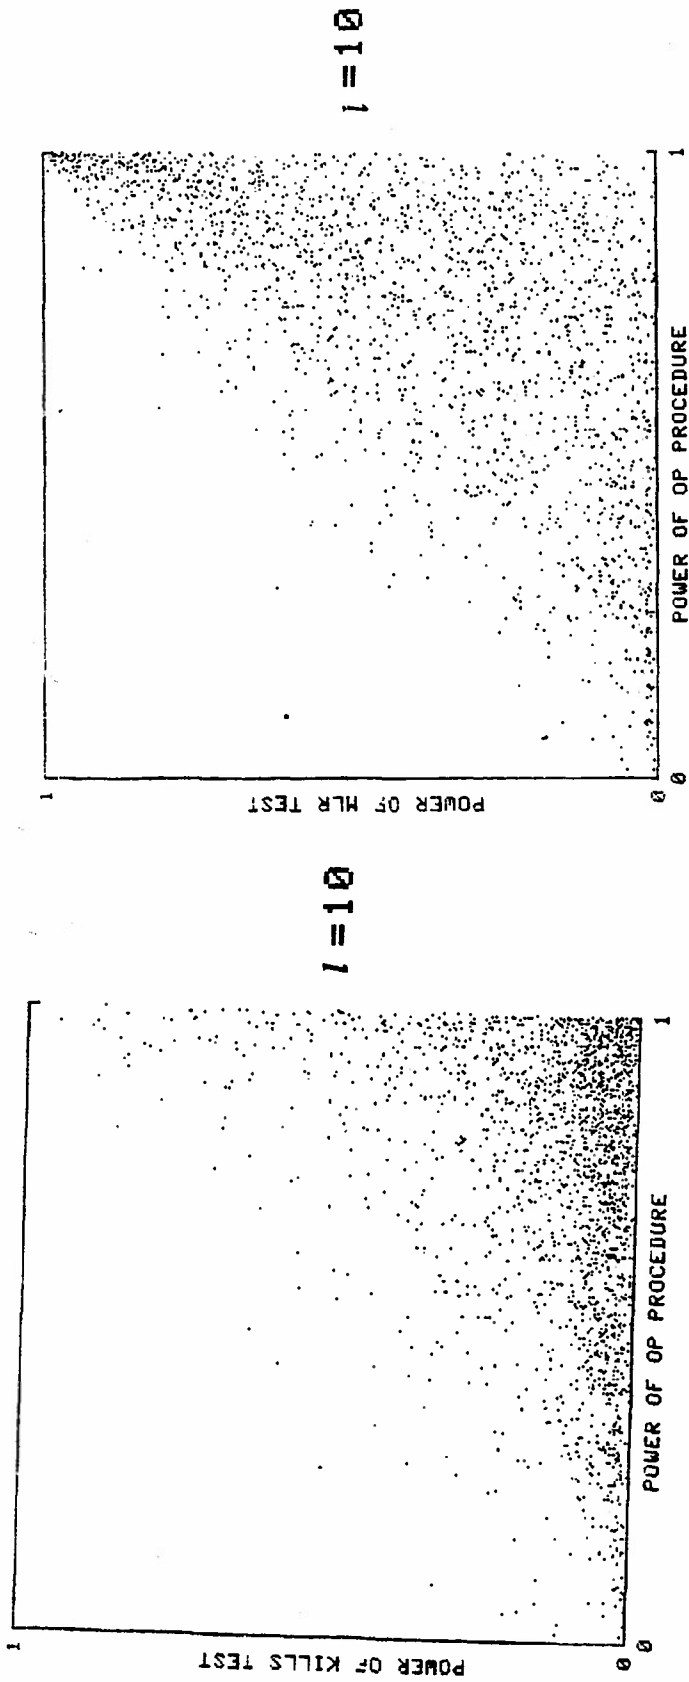 l=10
1
POWER OF MLR TEST
0
0
1
POWER OF OP PROCEDURE
l=10
1
POWER OF KILLS TEST
0
0
1
POWER OF OP PROCEDURE